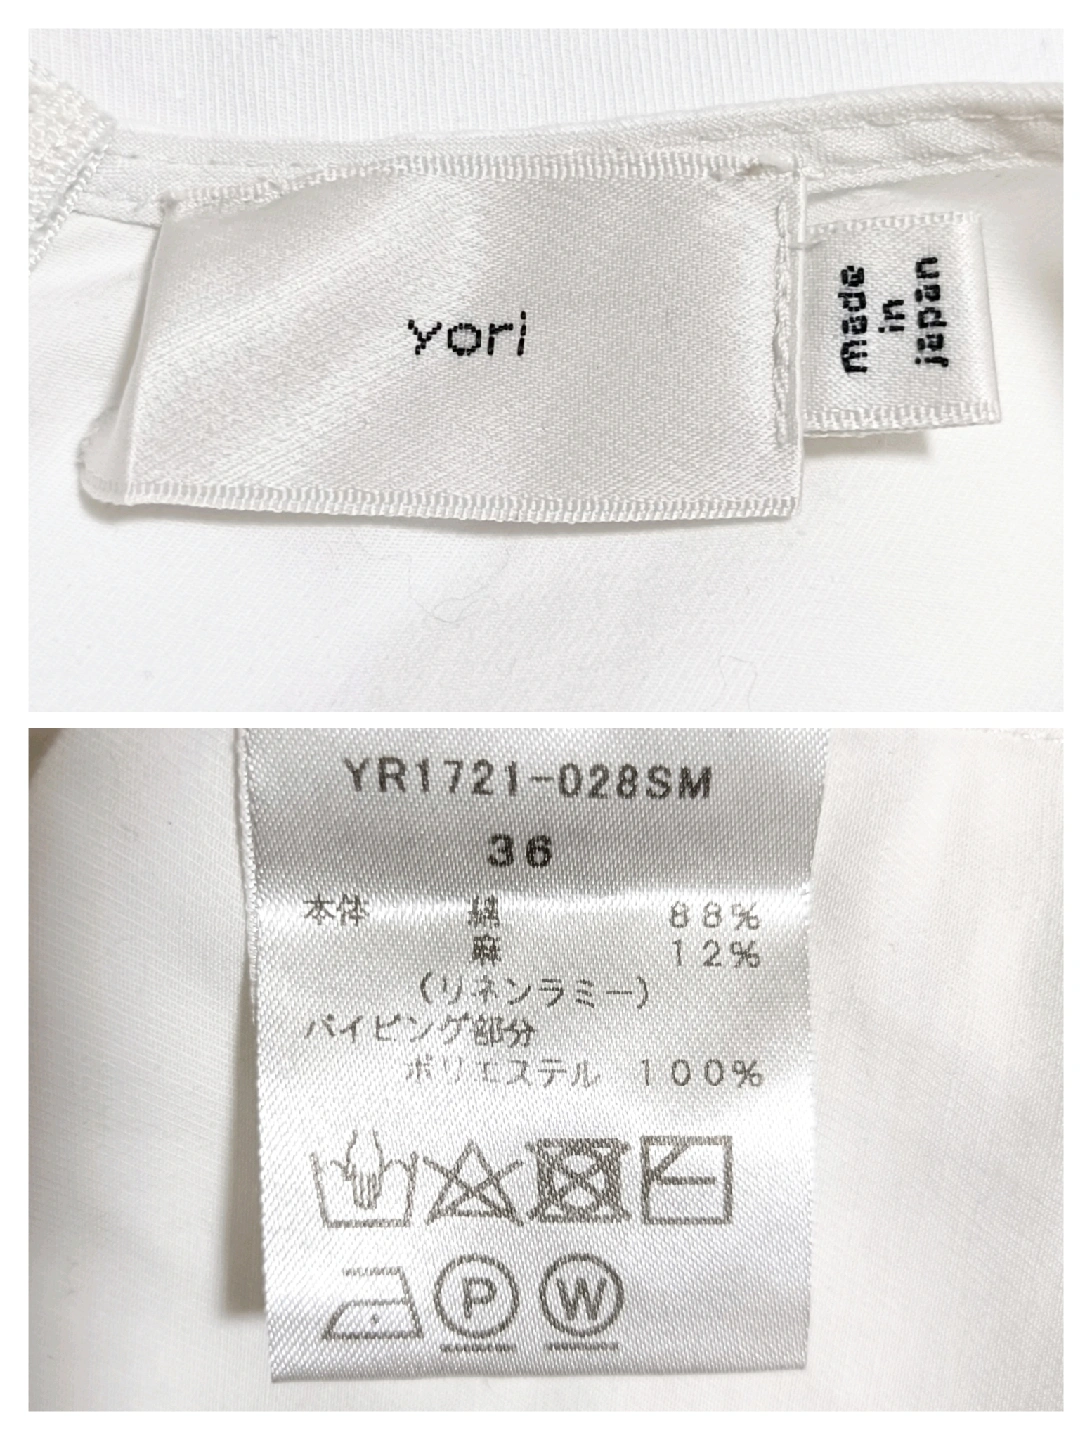 yori
made
in
japan
YR1721-028SM
36
本体 綿 88%
麻 12%
(リネンラミー)
パイピング部分
ポリエステル 100%
P W